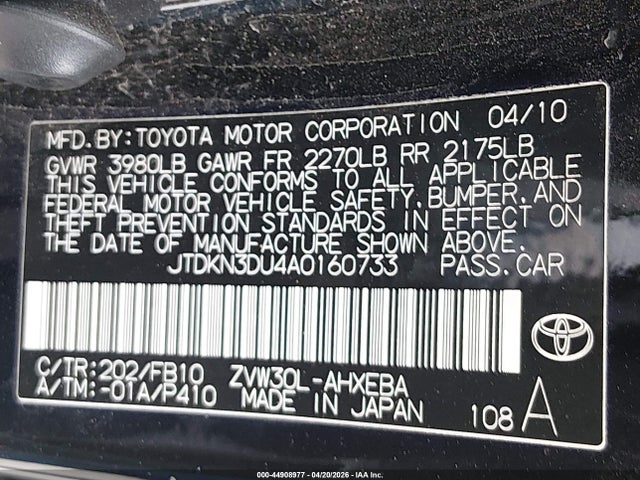 MFD.BY:TOYOTA MOTOR CORPORATION 04/10
GVWR 3980LB GAWR FR 2270LB RR 2175LB
THIS VEHICLE CONFORMS TO ALL APPLICABLE
FEDERAL MOTOR VEHICLE SAFETY,BUMPER,AND
THEFT PREVENTION STANDARDS IN EFFECT ON
THE DATE OF MANUFACTURE SHOWN ABOVE.
JTDKN3DU4A0160733 PASS.CAR
C/TR:202/FB10 ZVW30L-AHXEBA
A/TM:-01A/P410 MADE IN JAPAN
108 A
TOYOTA
000-44908977 - 04/20/2026 - IAA Inc.